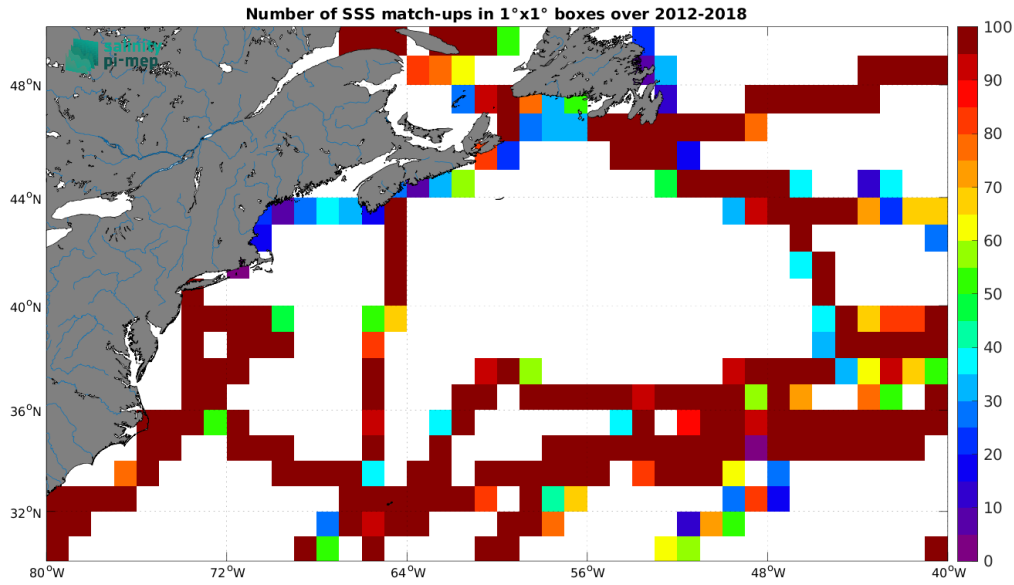 Number of SSS match-ups in 1°x1° boxes over 2012-2018
salinity
pi-mep
48°N
44°N
40°N
36°N
32°N
80°W 72°W 64°W 56°W 48°W 40°W
100
90
80
70
60
50
40
30
20
10
0